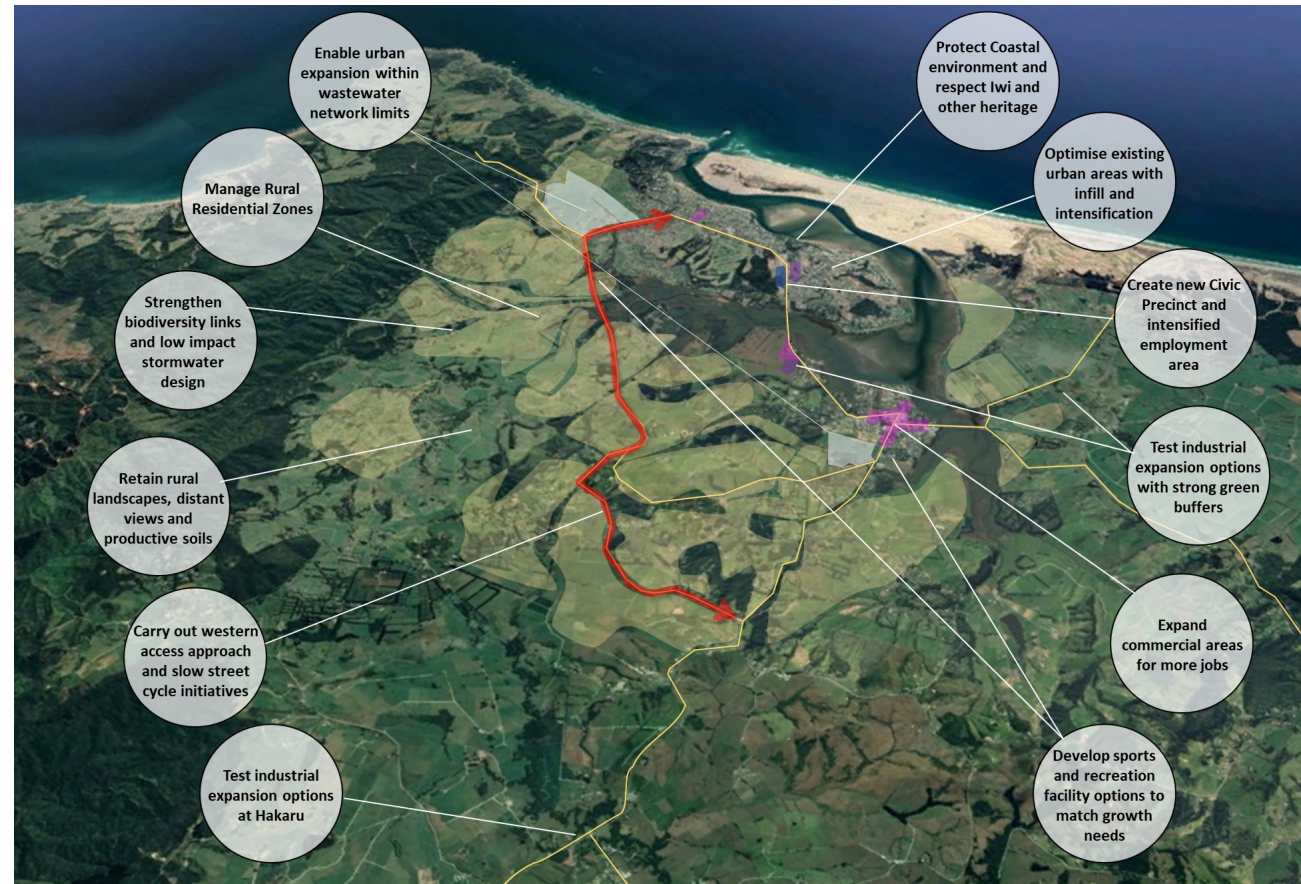 Enable urban
expansion within
wastewater
network limits
Manage Rural
Residential Zones
Strengthen
biodiversity links
and low impact
stormwater
design
Retain rural
landscapes, distant
views and
productive soils
Carry out western
access approach
and slow street
cycle initiatives
Test industrial
expansion options
at Hakaru
Protect Coastal
environment and
respect Iwi and
other heritage
Optimise existing
urban areas with
infill and
intensification
Create new Civic
Precinct and
intensified
employment
area
Test industrial
expansion options
with strong green
buffers
Expand
commercial areas
for more jobs
Develop sports
and recreation
facility options to
match growth
needs